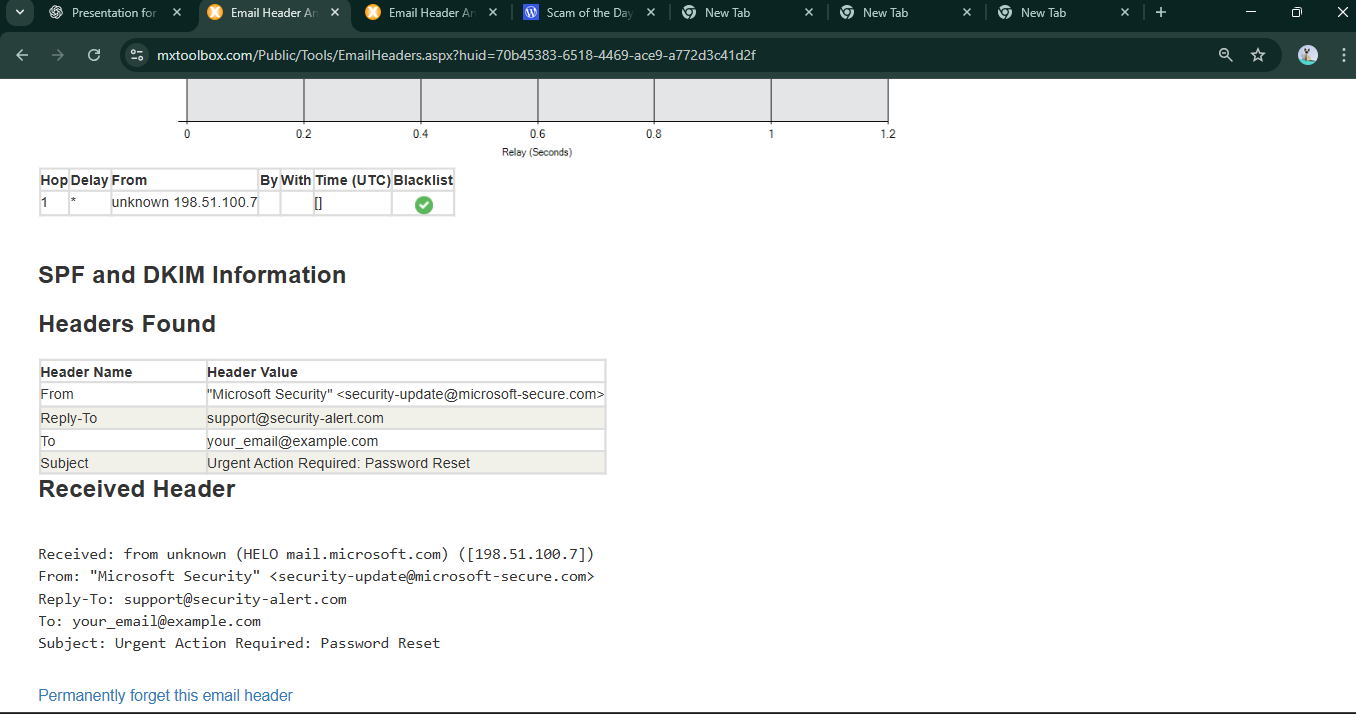 Presentation for
Email Header An
Email Header An
Scam of the Day
New Tab
New Tab
New Tab
mxtoolbox.com/Public/Tools/EmailHeaders.aspx?huid=70b45383-6518-4469-ace9-a772d3c41d2f
0 0.2 0.4 0.6 0.8 1 1.2
Relay (Seconds)
Hop Delay From By With Time (UTC) Blacklist
1 * unknown 198.51.100.7 []
SPF and DKIM Information
Headers Found
Header Name Header Value
From "Microsoft Security" <security-update@microsoft-secure.com>
Reply-To support@security-alert.com
To your_email@example.com
Subject Urgent Action Required: Password Reset
Received Header
Received: from unknown (HELO mail.microsoft.com) ([198.51.100.7])
From: "Microsoft Security" <security-update@microsoft-secure.com>
Reply-To: support@security-alert.com
To: your_email@example.com
Subject: Urgent Action Required: Password Reset
Permanently forget this email header